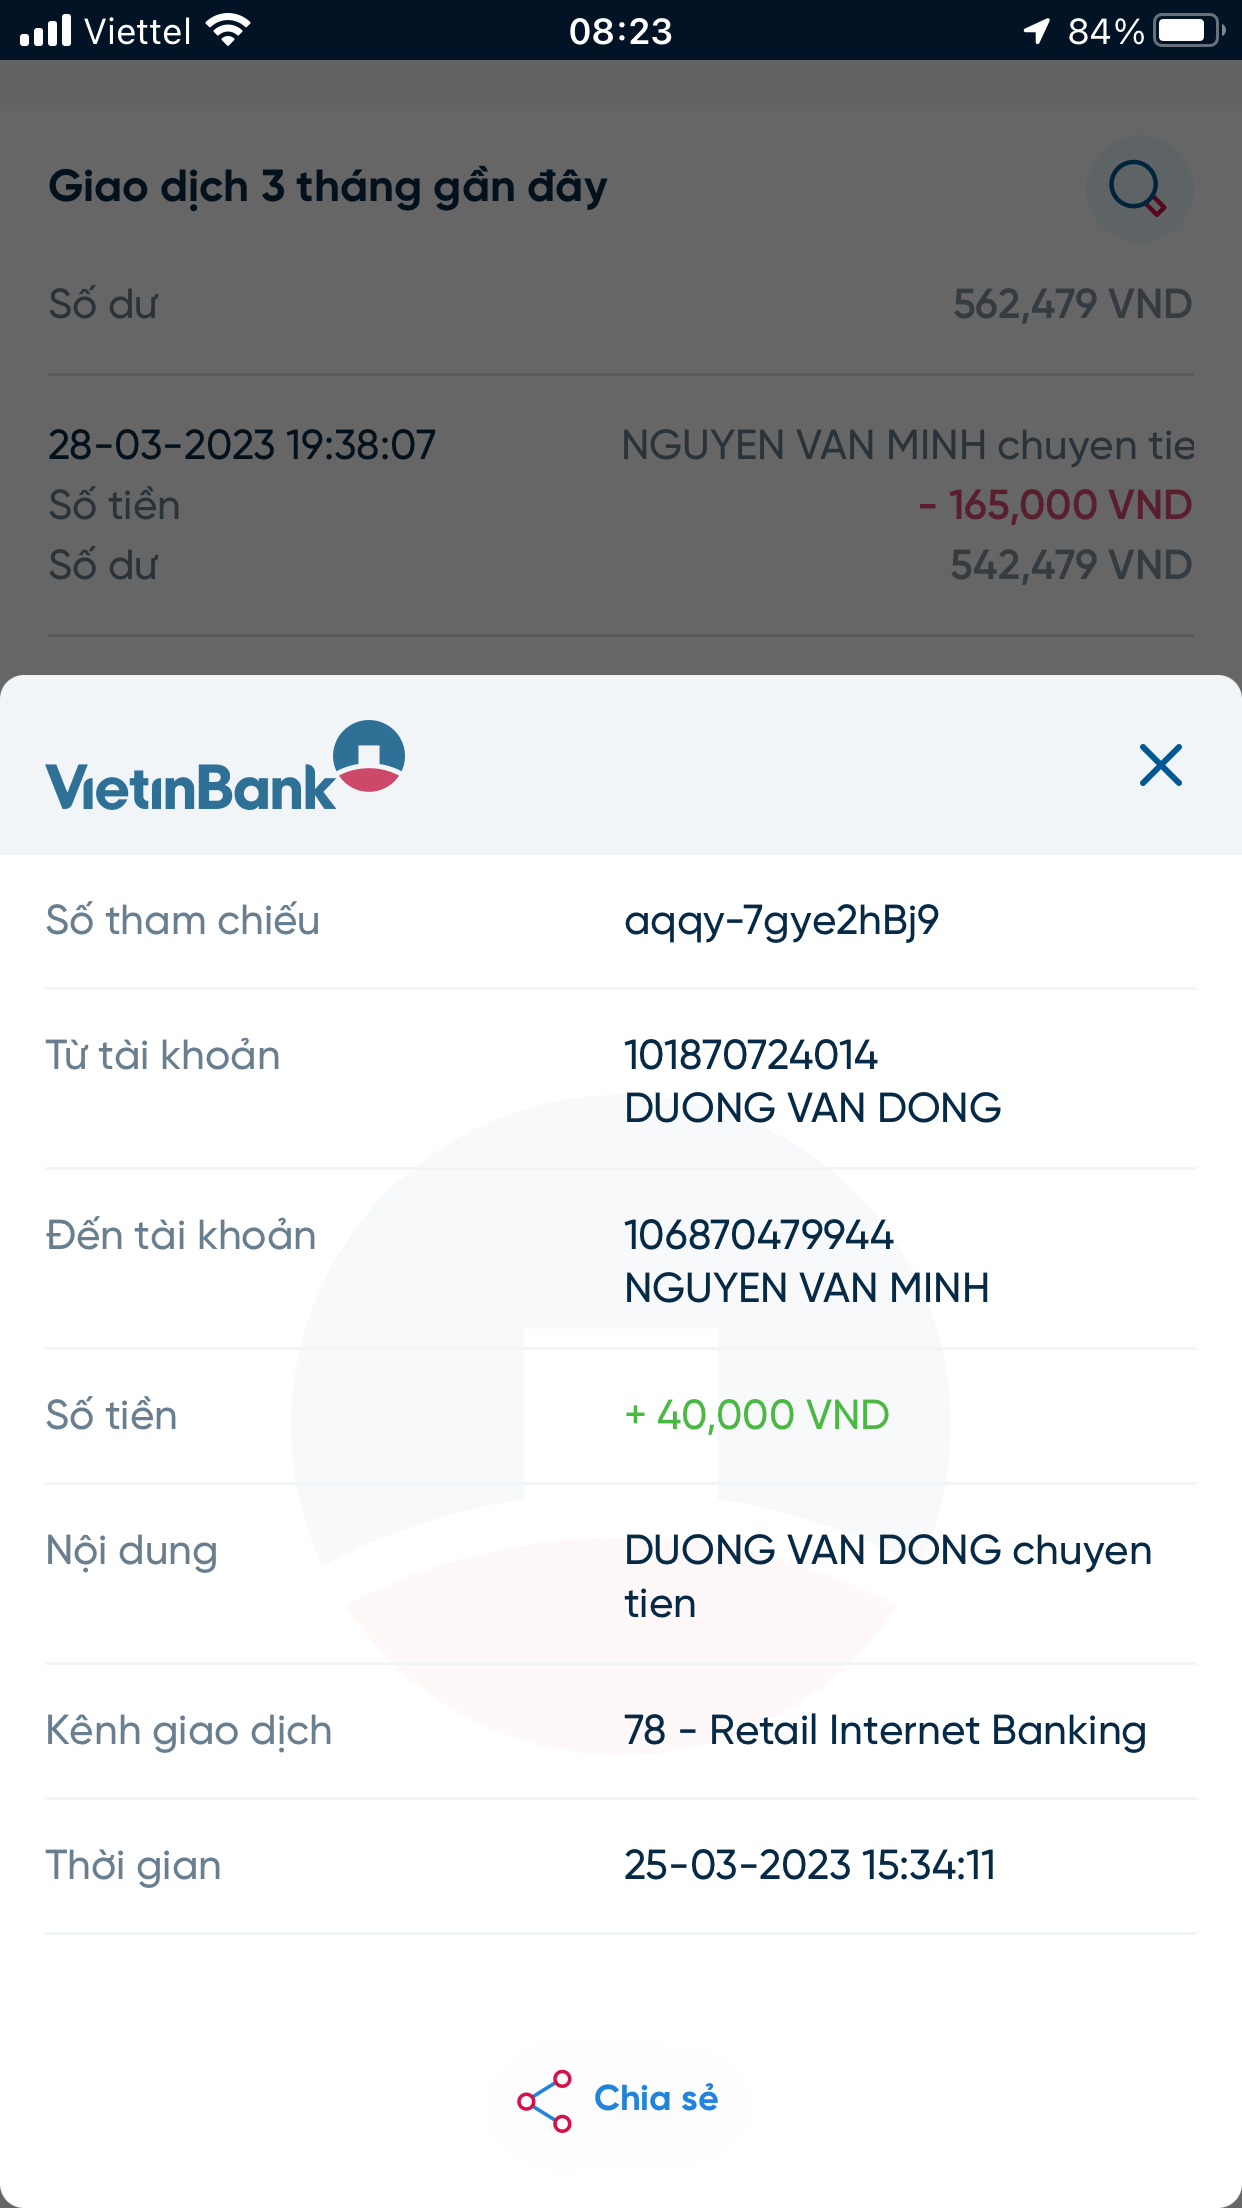 Viettel 08:23 84%
Giao dịch 3 tháng gần đây
Số dư 562,479 VND
28-03-2023 19:38:07 NGUYEN VAN MINH chuyen tie
Số tiền - 165,000 VND
Số dư 542,479 VND
VietinBank
Số tham chiếu aqqy-7gye2hBj9
Từ tài khoản 101870724014
DUONG VAN DONG
Đến tài khoản 106870479944
NGUYEN VAN MINH
Số tiền + 40,000 VND
Nội dung DUONG VAN DONG chuyen
tien
Kênh giao dịch 78 - Retail Internet Banking
Thời gian 25-03-2023 15:34:11
Chia sẻ